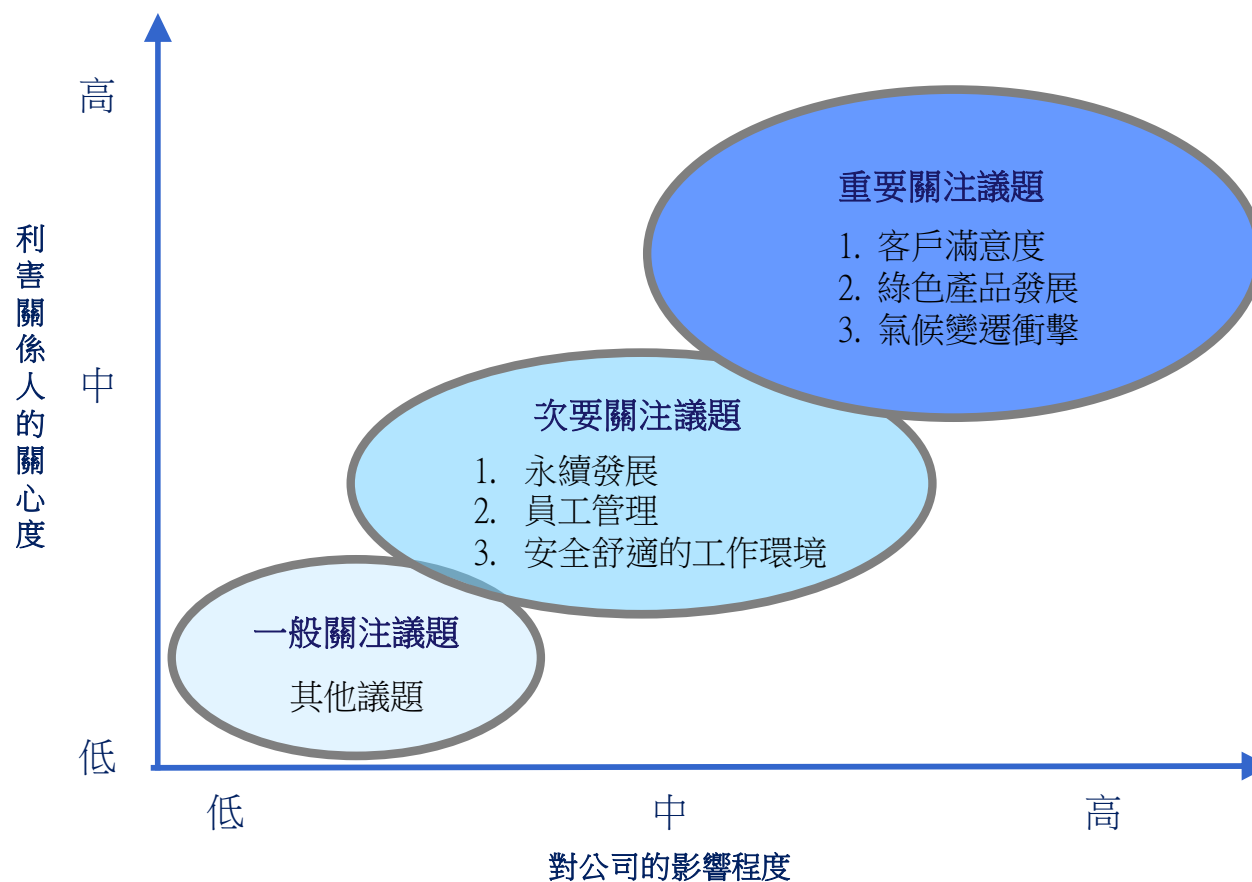 高
利害關係人的關心度
中
低
重要關注議題
1. 客戶滿意度
2. 綠色產品發展
3. 氣候變遷衝擊
次要關注議題
1. 永續發展
2. 員工管理
3. 安全舒適的工作環境
一般關注議題
其他議題
低
中
高
對公司的影響程度